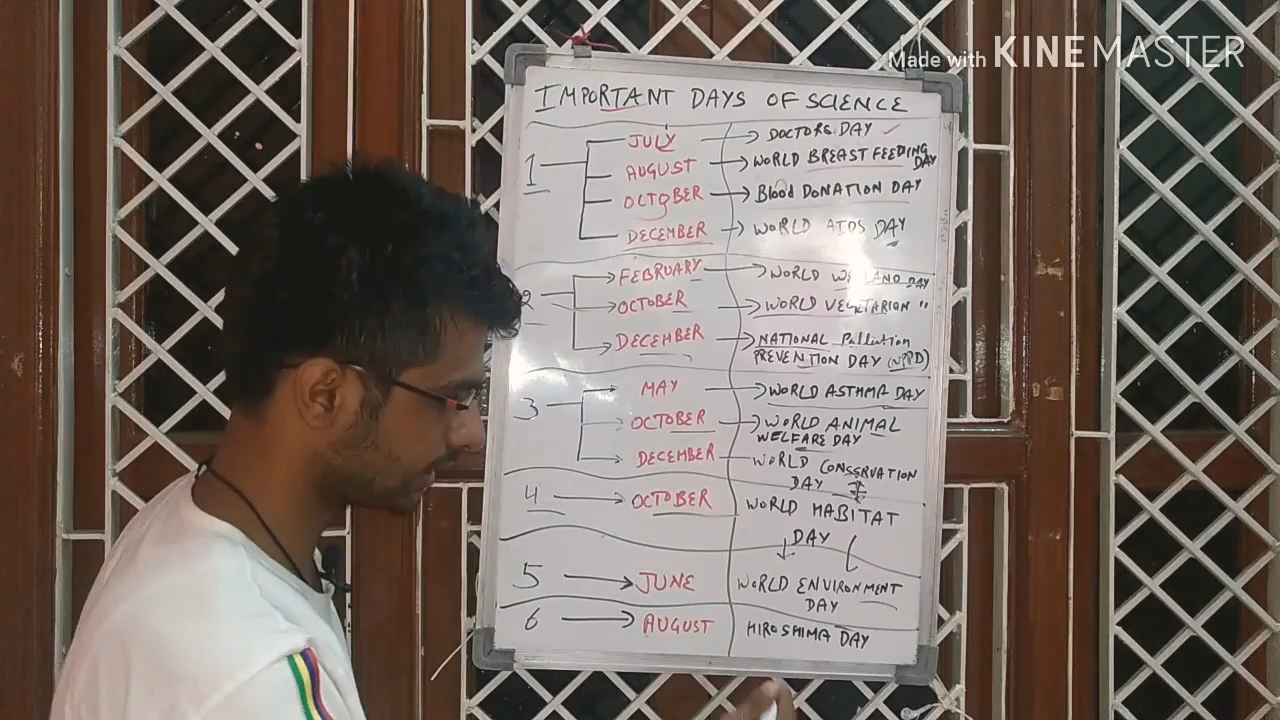 Made with KINEMASTER
IMPORTANT DAYS OF SCIENCE
1
JULY → DOCTORS DAY ✓
AUGUST → WORLD BREAST FEEDING DAY
OCTOBER → Blood DONATION DAY
DECEMBER → WORLD AIDS DAY
2
FEBRUARY → WORLD LAND DAY
OCTOBER → WORLD VEGETARIAN "
DECEMBER → NATIONAL Pollution
PREVENTION DAY (NPPD)
3
MAY → WORLD ASTHMA DAY
OCTOBER → WORLD ANIMAL
WELFARE DAY
DECEMBER WORLD CONSERVATION
DAY
4 → OCTOBER WORLD HABITAT
DAY
5 → JUNE WORLD ENVIRONMENT
DAY
6 → AUGUST HIROSHIMA DAY